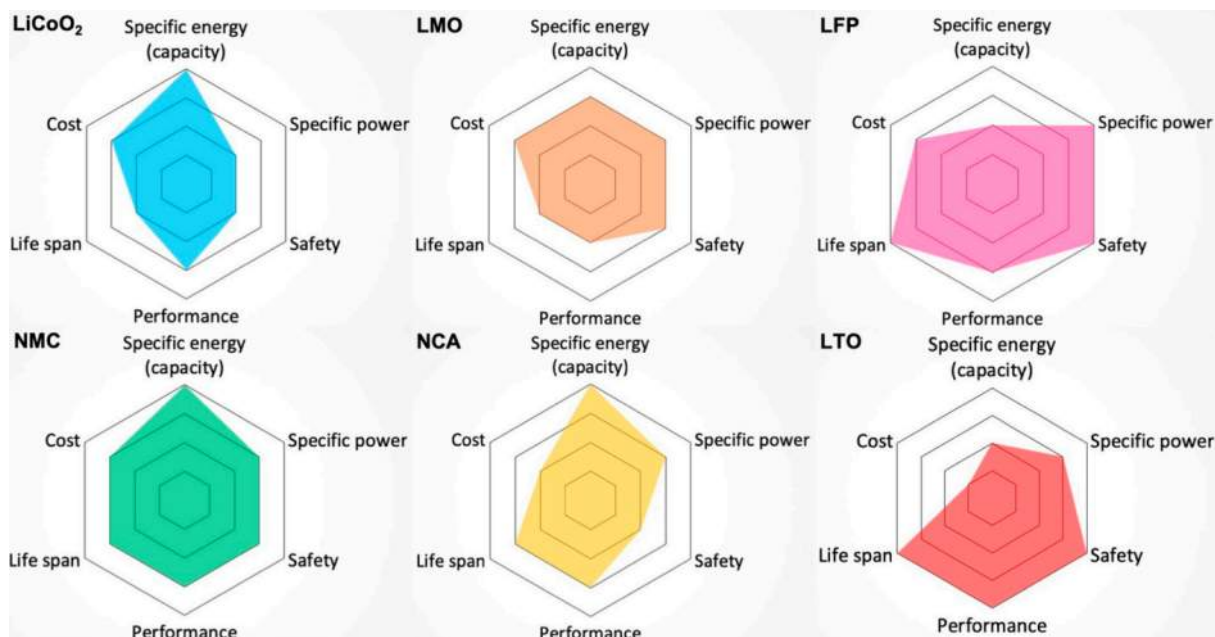 LiCoO₂
Specific energy
(capacity)
Cost
Specific power
Life span
Safety
Performance
LMO
Specific energy
(capacity)
Cost
Specific power
Life span
Safety
Performance
LFP
Specific energy
(capacity)
Cost
Specific power
Life span
Safety
Performance
NMC
Specific energy
(capacity)
Cost
Specific power
Life span
Safety
Performance
NCA
Specific energy
(capacity)
Cost
Specific power
Life span
Safety
Performance
LTO
Specific energy
(capacity)
Cost
Specific power
Life span
Safety
Performance